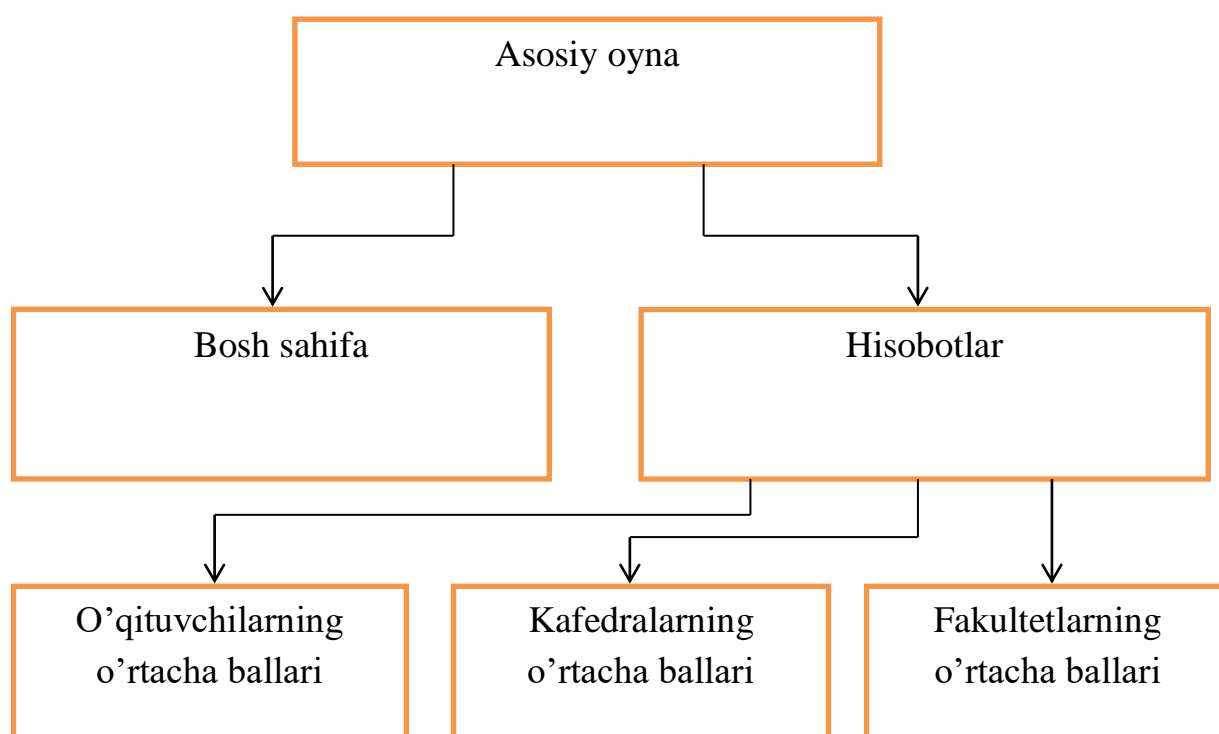 Asosiy oyna
Bosh sahifa
Hisobotlar
O’qituvchilarning
o’rtacha ballari
Kafedralarning
o’rtacha ballari
Fakultetlarning
o’rtacha ballari